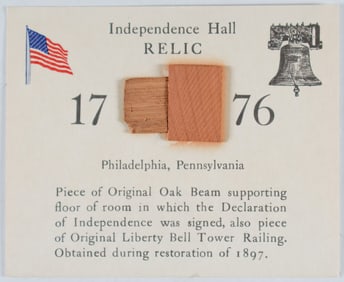 Independence Hall
RELIC
17 76
Philadelphia, Pennsylvania
Piece of Original Oak Beam supporting
floor of room in which the Declaration
of Independence was signed, also piece
of Original Liberty Bell Tower Railing.
Obtained during restoration of 1897.